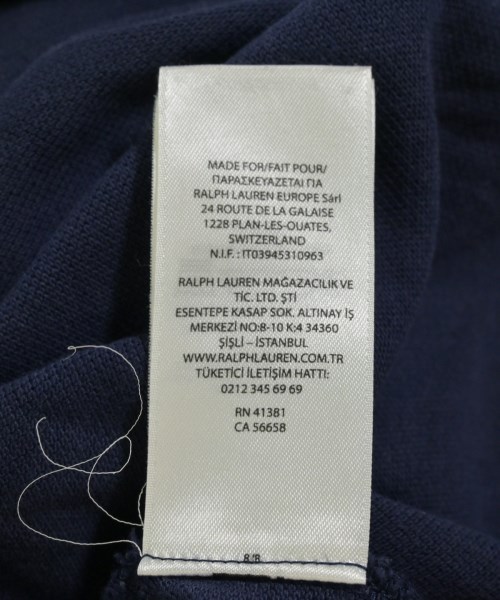 MADE FOR/FAIT POUR/
ΠΑΡΑΣΚΕΥΑΖΕΤΑΙ ΓΙΑ
RALPH LAUREN EUROPE Sárl
24 ROUTE DE LA GALAISE
1228 PLAN-LES-OUATES,
SWITZERLAND
N.I.F. : IT03945310963
RALPH LAUREN MAĞAZACILIK VE
TİC. LTD. ŞTİ
ESENTEPE KASAP SOK. ALTINAY İŞ
MERKEZİ NO:8-10 K:4 34360
ŞİŞLİ – İSTANBUL
WWW.RALPHLAUREN.COM.TR
TÜKETİCİ İLETİŞİM HATTI:
0212 345 69 69
RN 41381
CA 56658
8/8